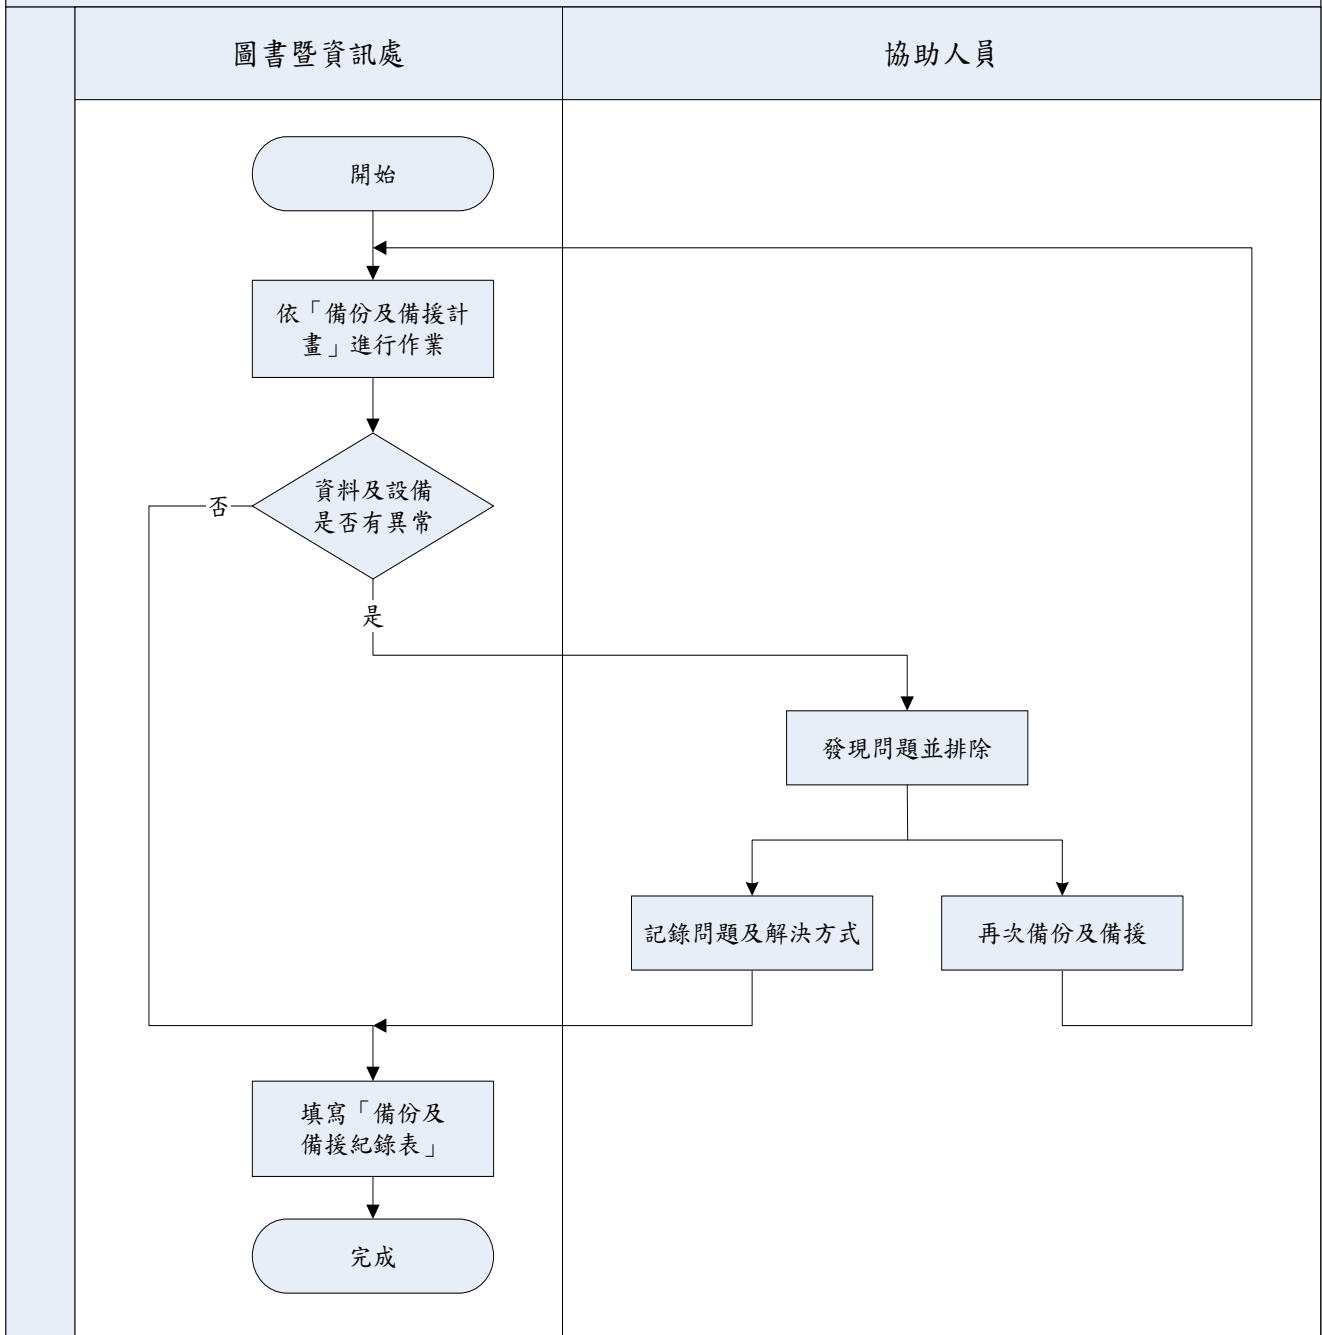 圖書暨資訊處
協助人員
開始
依「備份及備援計
畫」進行作業
資料及設備
是否有異常
否
是
發現問題並排除
記錄問題及解決方式
再次備份及備援
填寫「備份及
備援紀錄表」
完成